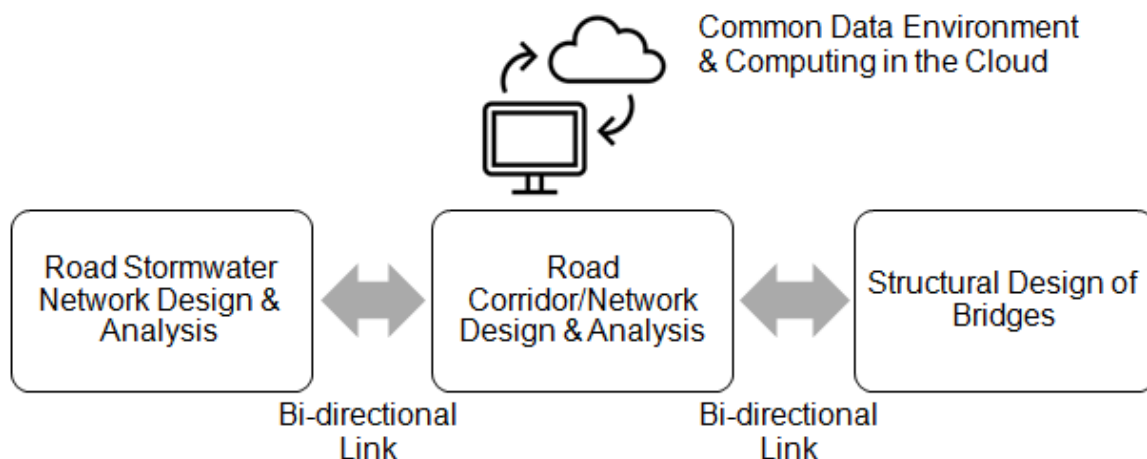 Common Data Environment
& Computing in the Cloud
Road Stormwater
Network Design &
Analysis
Road
Corridor/Network
Design & Analysis
Structural Design of
Bridges
Bi-directional
Link
Bi-directional
Link